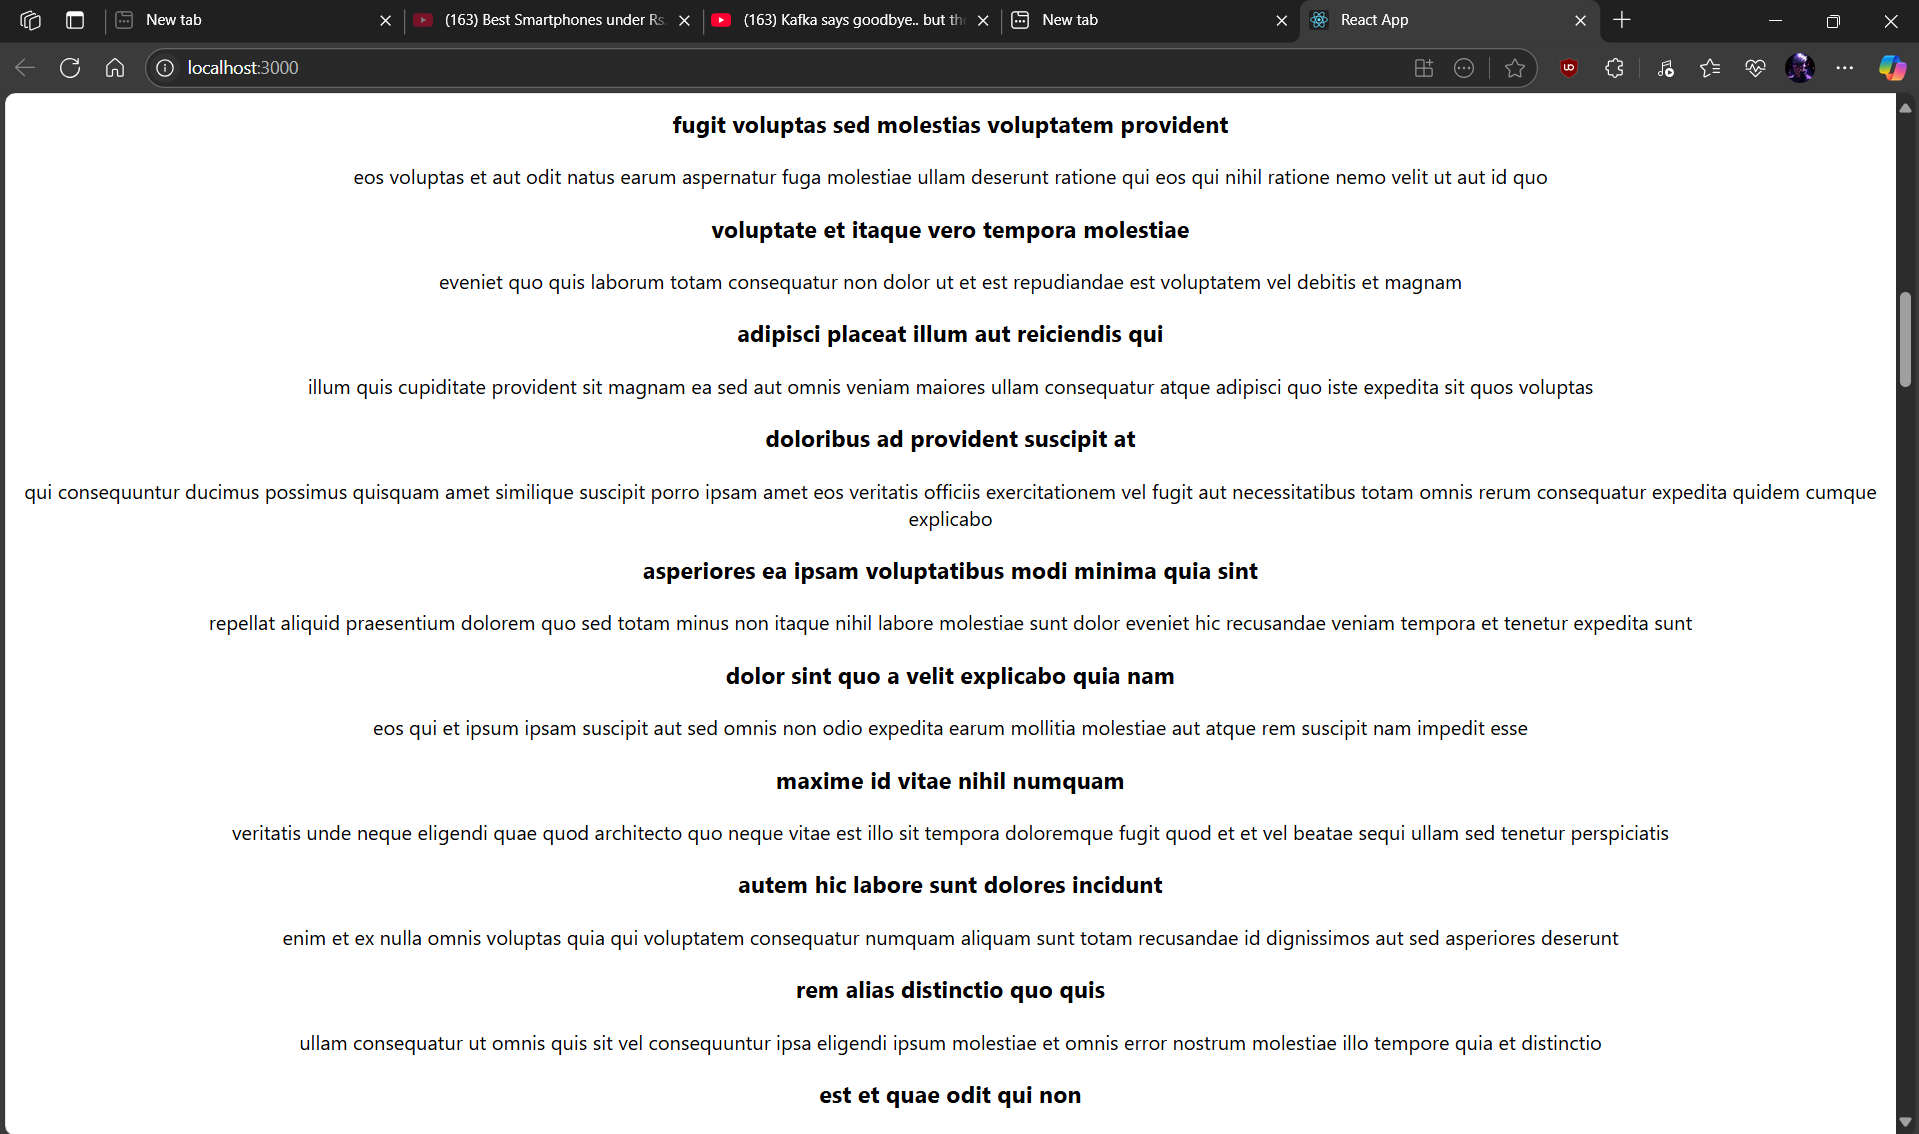 New tab
(163) Best Smartphones under Rs.
(163) Kafka says goodbye.. but the
New tab
React App
localhost:3000
fugit voluptas sed molestias voluptatem provident
eos voluptas et aut odit natus earum aspernatur fuga molestiae ullam deserunt ratione qui eos qui nihil ratione nemo velit ut aut id quo
voluptate et itaque vero tempora molestiae
eveniet quo quis laborum totam consequatur non dolor ut et est repudiandae est voluptatem vel debitis et magnam
adipisci placeat illum aut reiciendis qui
illum quis cupiditate provident sit magnam ea sed aut omnis veniam maiores ullam consequatur atque adipisci quo iste expedita sit quos voluptas
doloribus ad provident suscipit at
qui consequuntur ducimus possimus quisquam amet similique suscipit porro ipsam amet eos veritatis officiis exercitationem vel fugit aut necessitatibus totam omnis rerum consequatur expedita quidem cumque
explicabo
asperiores ea ipsam voluptatibus modi minima quia sint
repellat aliquid praesentium dolorem quo sed totam minus non itaque nihil labore molestiae sunt dolor eveniet hic recusandae veniam tempora et tenetur expedita sunt
dolor sint quo a velit explicabo quia nam
eos qui et ipsum ipsam suscipit aut sed omnis non odio expedita earum mollitia molestiae aut atque rem suscipit nam impedit esse
maxime id vitae nihil numquam
veritatis unde neque eligendi quae quod architecto quo neque vitae est illo sit tempora doloremque fugit quod et et vel beatae sequi ullam sed tenetur perspiciatis
autem hic labore sunt dolores incidunt
enim et ex nulla omnis voluptas quia qui voluptatem consequatur numquam aliquam sunt totam recusandae id dignissimos aut sed asperiores deserunt
rem alias distinctio quo quis
ullam consequatur ut omnis quis sit vel consequuntur ipsa eligendi ipsum molestiae et omnis error nostrum molestiae illo tempore quia et distinctio
est et quae odit qui non